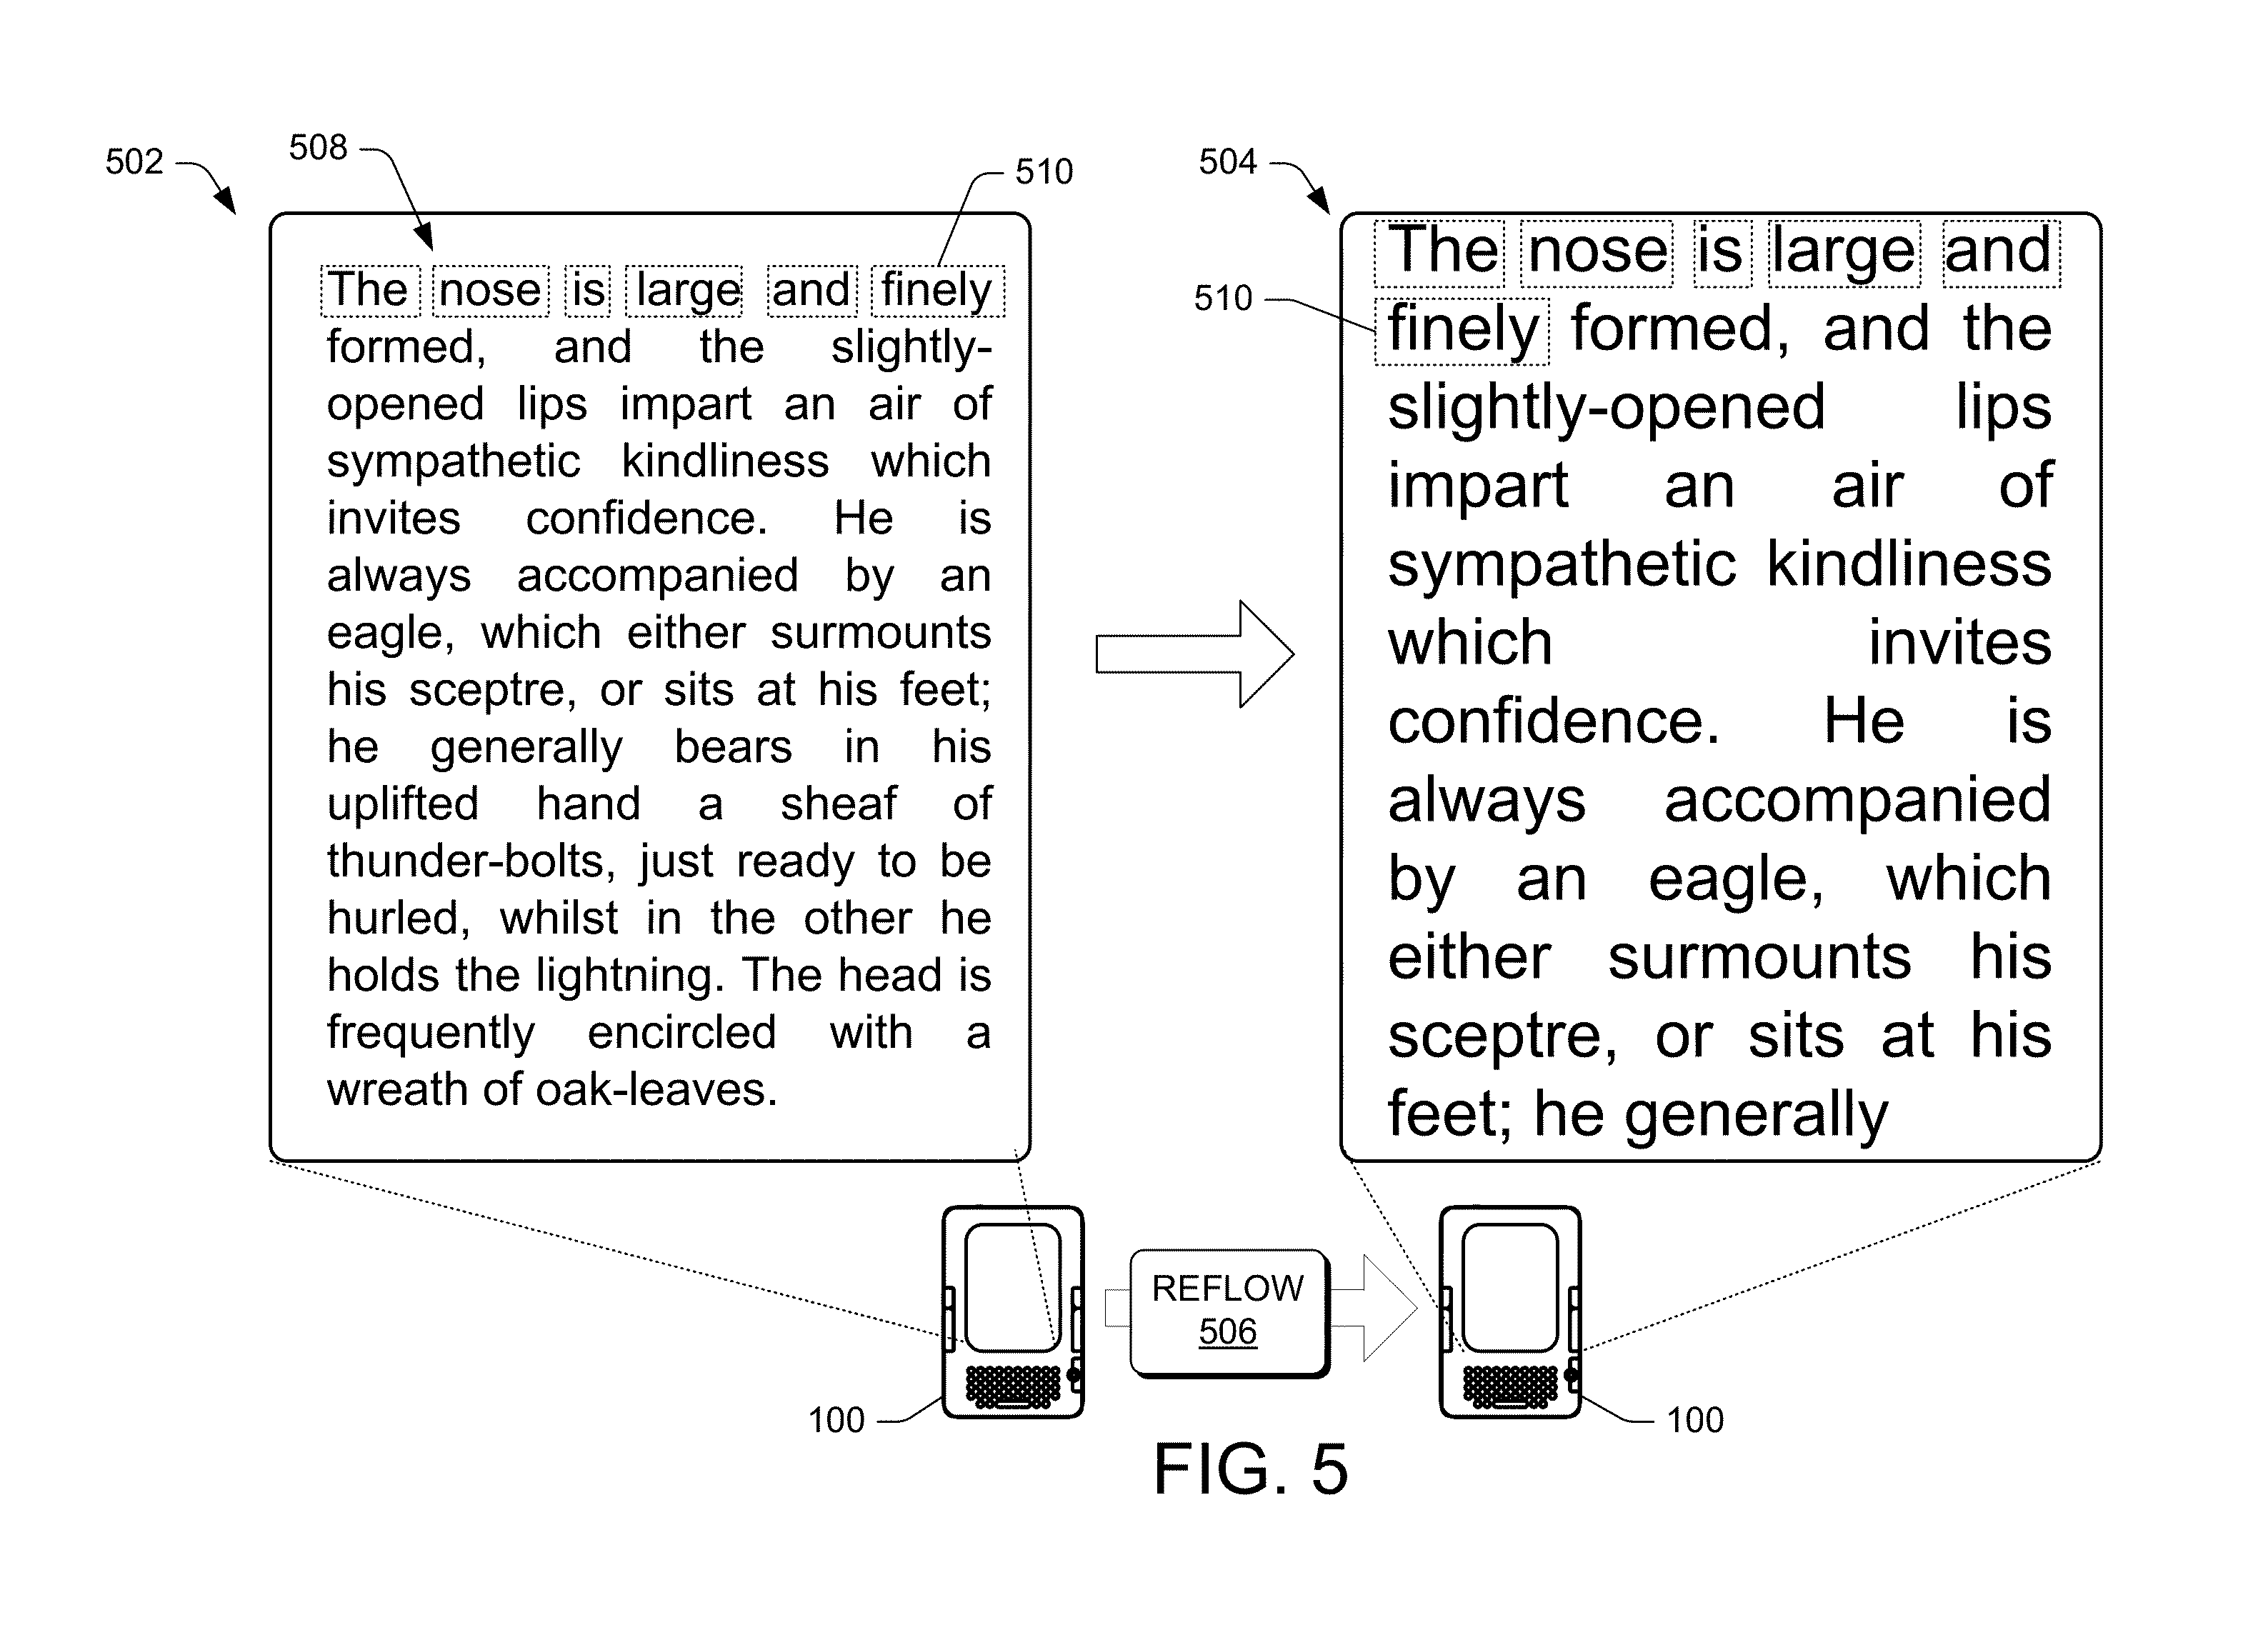 502
508
510
The nose is large and finely
formed, and the slightly-
opened lips impart an air of
sympathetic kindliness which
invites confidence. He is
always accompanied by an
eagle, which either surmounts
his sceptre, or sits at his feet;
he generally bears in his
uplifted hand a sheaf of
thunder-bolts, just ready to be
hurled, whilst in the other he
holds the lightning. The head is
frequently encircled with a
wreath of oak-leaves.
504
510
The nose is large and
finely formed, and the
slightly-opened lips
impart an air of
sympathetic kindliness
which invites
confidence. He is
always accompanied
by an eagle, which
either surmounts his
sceptre, or sits at his
feet; he generally
REFLOW
506
100
100
FIG. 5